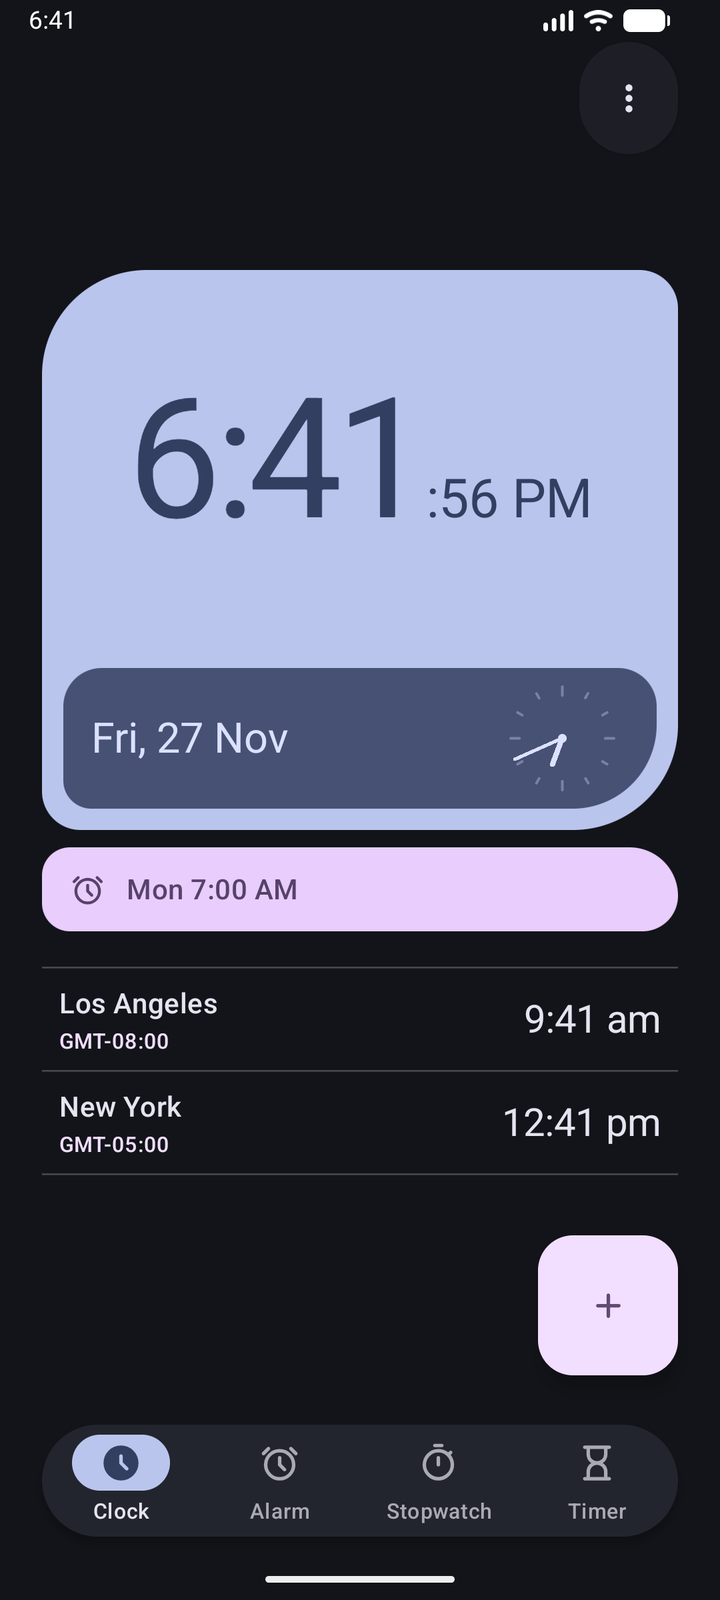 6:41
6:41 :56 PM
Fri, 27 Nov
Mon 7:00 AM
Los Angeles
9:41 am
GMT-08:00
New York
12:41 pm
GMT-05:00
Clock
Alarm
Stopwatch
Timer